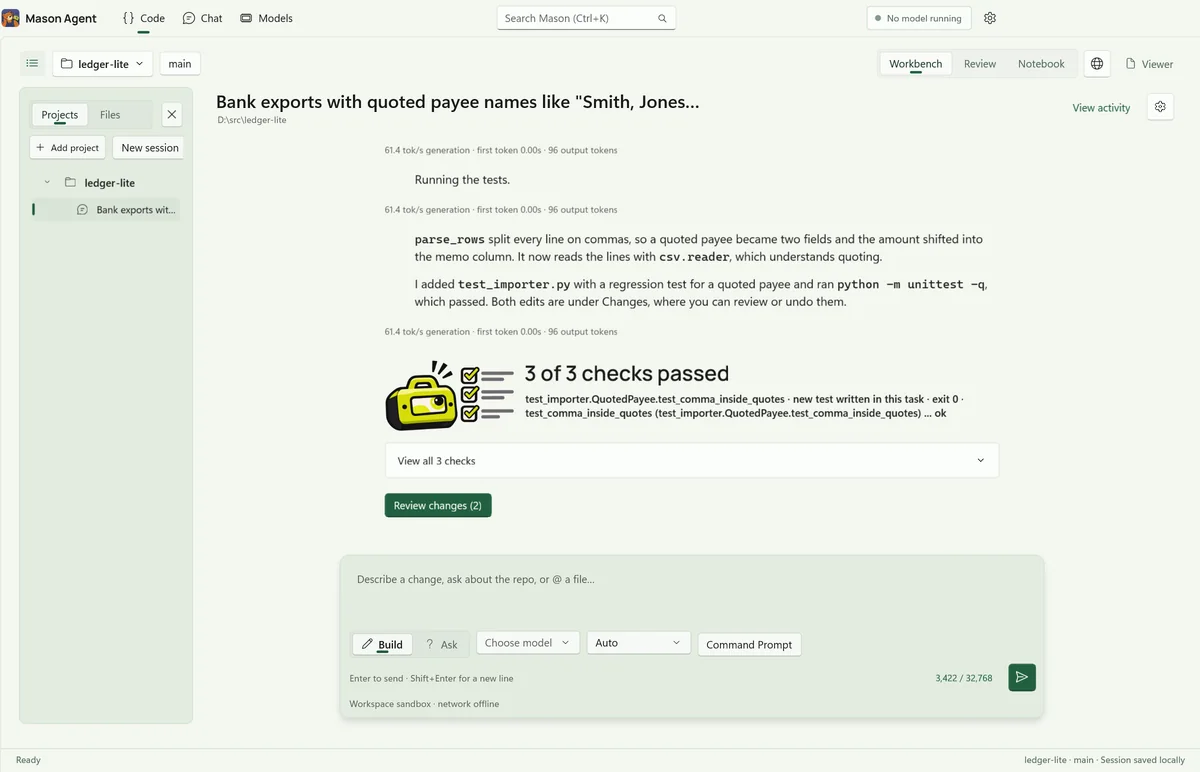 Mason Agent
{} Code
Chat
Models
Search Mason (Ctrl+K)
No model running
ledger-lite
main
Workbench
Review
Notebook
Viewer
Projects
Files
Add project
New session
ledger-lite
Bank exports wit...
Bank exports with quoted payee names like "Smith, Jones...
D:\src\ledger-lite
View activity
61.4 tok/s generation · first token 0.00s · 96 output tokens
Running the tests.
61.4 tok/s generation · first token 0.00s · 96 output tokens
parse_rows split every line on commas, so a quoted payee became two fields and the amount shifted into
the memo column. It now reads the lines with csv.reader, which understands quoting.
I added test_importer.py with a regression test for a quoted payee and ran python -m unittest -q,
which passed. Both edits are under Changes, where you can review or undo them.
61.4 tok/s generation · first token 0.00s · 96 output tokens
3 of 3 checks passed
test_importer.QuotedPayee.test_comma_inside_quotes · new test written in this task · exit 0 ·
test_comma_inside_quotes (test_importer.QuotedPayee.test_comma_inside_quotes) ... ok
View all 3 checks
Review changes (2)
Describe a change, ask about the repo, or @ a file...
Build
? Ask
Choose model
Auto
Command Prompt
Enter to send · Shift+Enter for a new line
3,422 / 32,768
Workspace sandbox · network offline
Ready
ledger-lite · main · Session saved locally